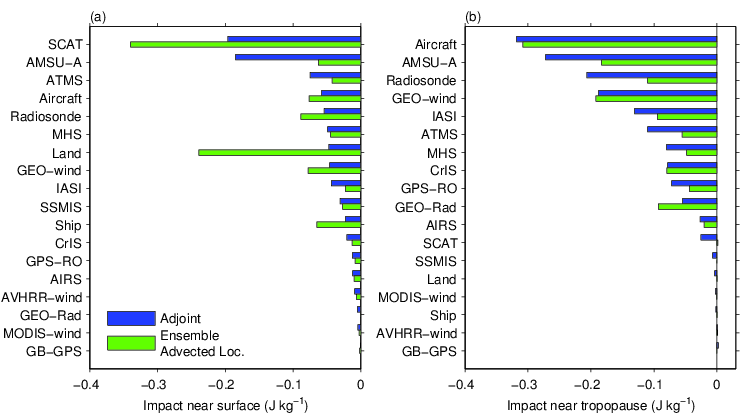 (a)
SCAT
AMSU−A
ATMS
Aircraft
Radiosonde
MHS
Land
GEO−wind
IASI
SSMIS
Ship
CrIS
GPS−RO
AIRS
AVHRR−wind
GEO−Rad
MODIS−wind
GB−GPS
Adjoint
Ensemble
Advected Loc.
−0.4 −0.3 −0.2 −0.1 0
Impact near surface (J kg⁻¹)
(b)
Aircraft
AMSU−A
Radiosonde
GEO−wind
IASI
ATMS
MHS
CrIS
GPS−RO
GEO−Rad
AIRS
SCAT
SSMIS
Land
MODIS−wind
Ship
AVHRR−wind
GB−GPS
−0.4 −0.3 −0.2 −0.1 0
Impact near tropopause (J kg⁻¹)